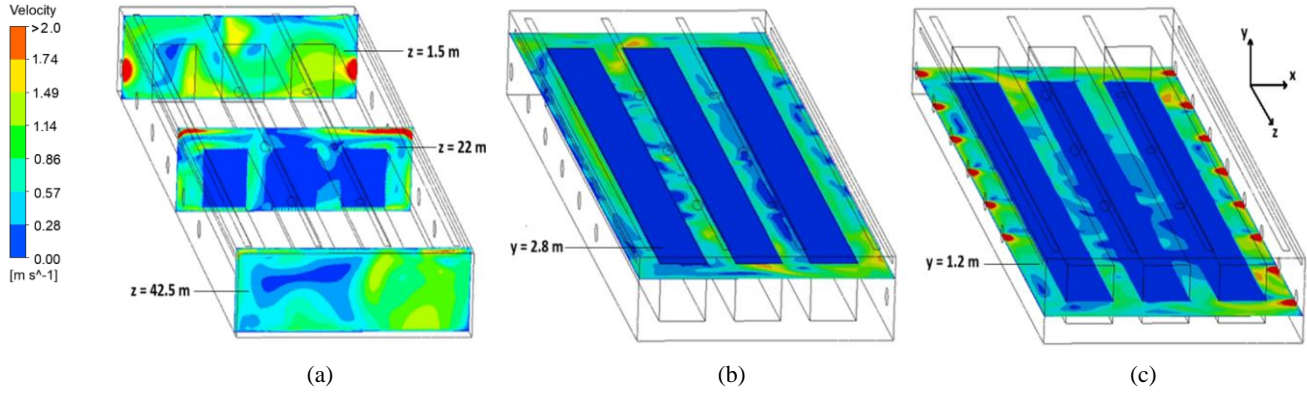 Velocity
>2.0
1.74
1.49
1.14
0.86
0.57
0.28
0.00
[m s^-1]
z = 1.5 m
z = 22 m
z = 42.5 m
y = 2.8 m
y = 1.2 m
y
x
z
(a)
(b)
(c)